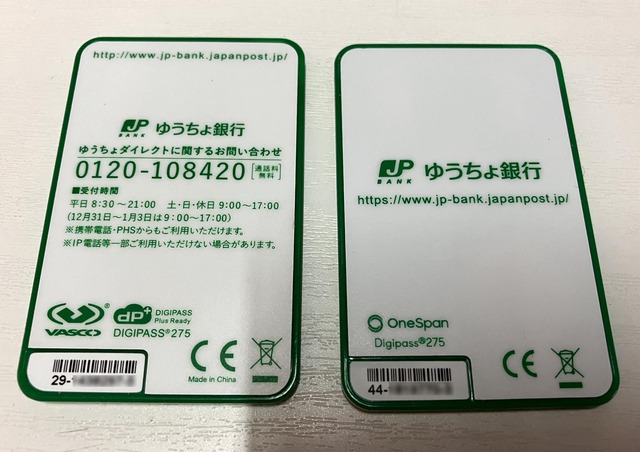 http://www.jp-bank.japanpost.jp/
JP BANK ゆうちょ銀行
ゆうちょダイレクトに関するお問い合わせ
0120-108420 通話料無料
■受付時間
平日 8:30〜21:00 土・日・休日 9:00〜17:00
(12月31日〜1月3日は9:00〜17:00)
※携帯電話・PHSからもご利用いただけます。
※IP電話等一部ご利用いただけない場合があります。
VASCO®
dp+ DIGIPASS Plus Ready
DIGIPASS®275
CE
Made in China
29-
JP BANK ゆうちょ銀行
https://www.jp-bank.japanpost.jp/
OneSpan
Digipass®275
CE
44-